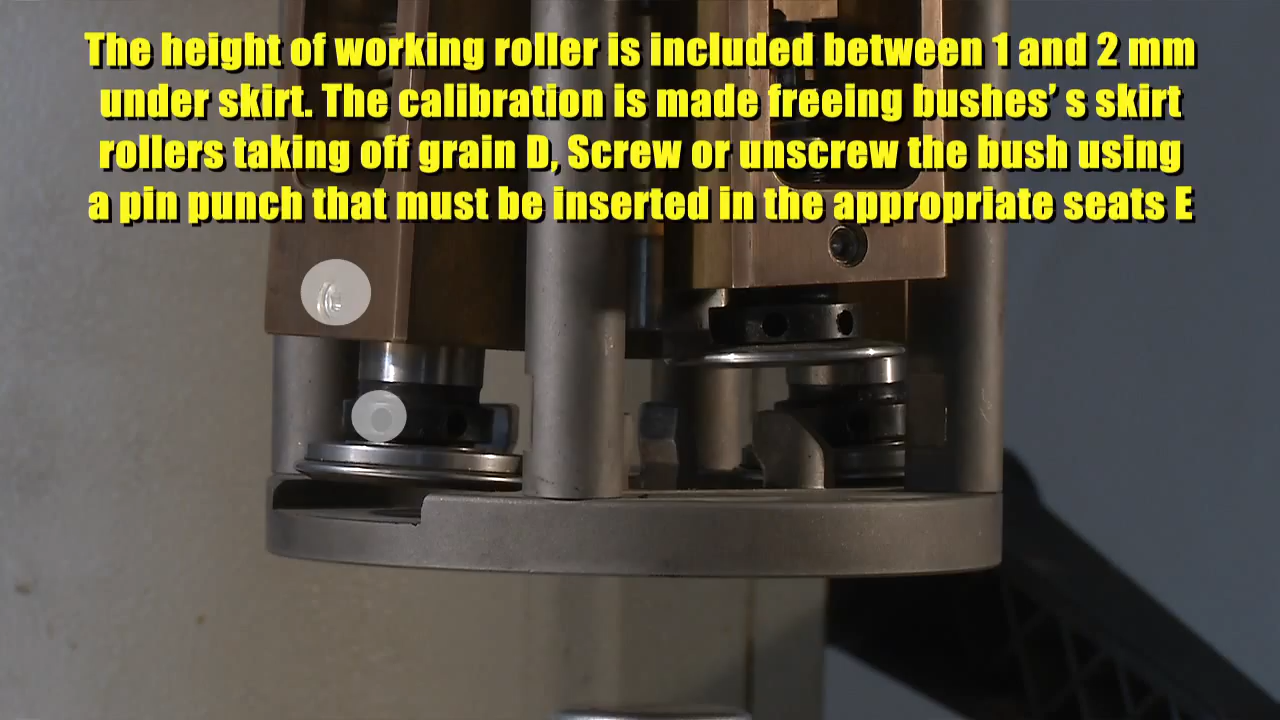 The height of working roller is included between 1 and 2 mm
under skirt. The calibration is made freeing bushes’ s skirt
rollers taking off grain D, Screw or unscrew the bush using
a pin punch that must be inserted in the appropriate seats E